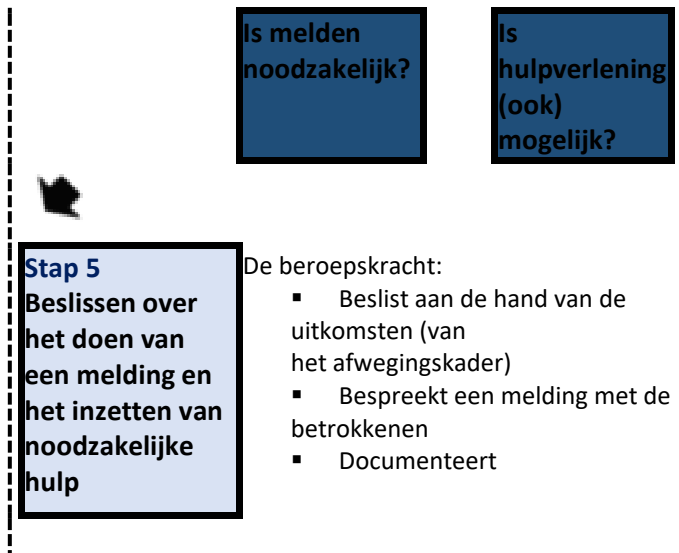 Is melden
noodzakelijk?
Is
hulpverlening
(ook)
mogelijk?
Stap 5
Beslissen over
het doen van
een melding en
het inzetten van
noodzakelijke
hulp
De beroepskracht:
▪ Beslist aan de hand van de
uitkomsten (van
het afwegingskader)
▪ Bespreekt een melding met de
betrokkenen
▪ Documenteert